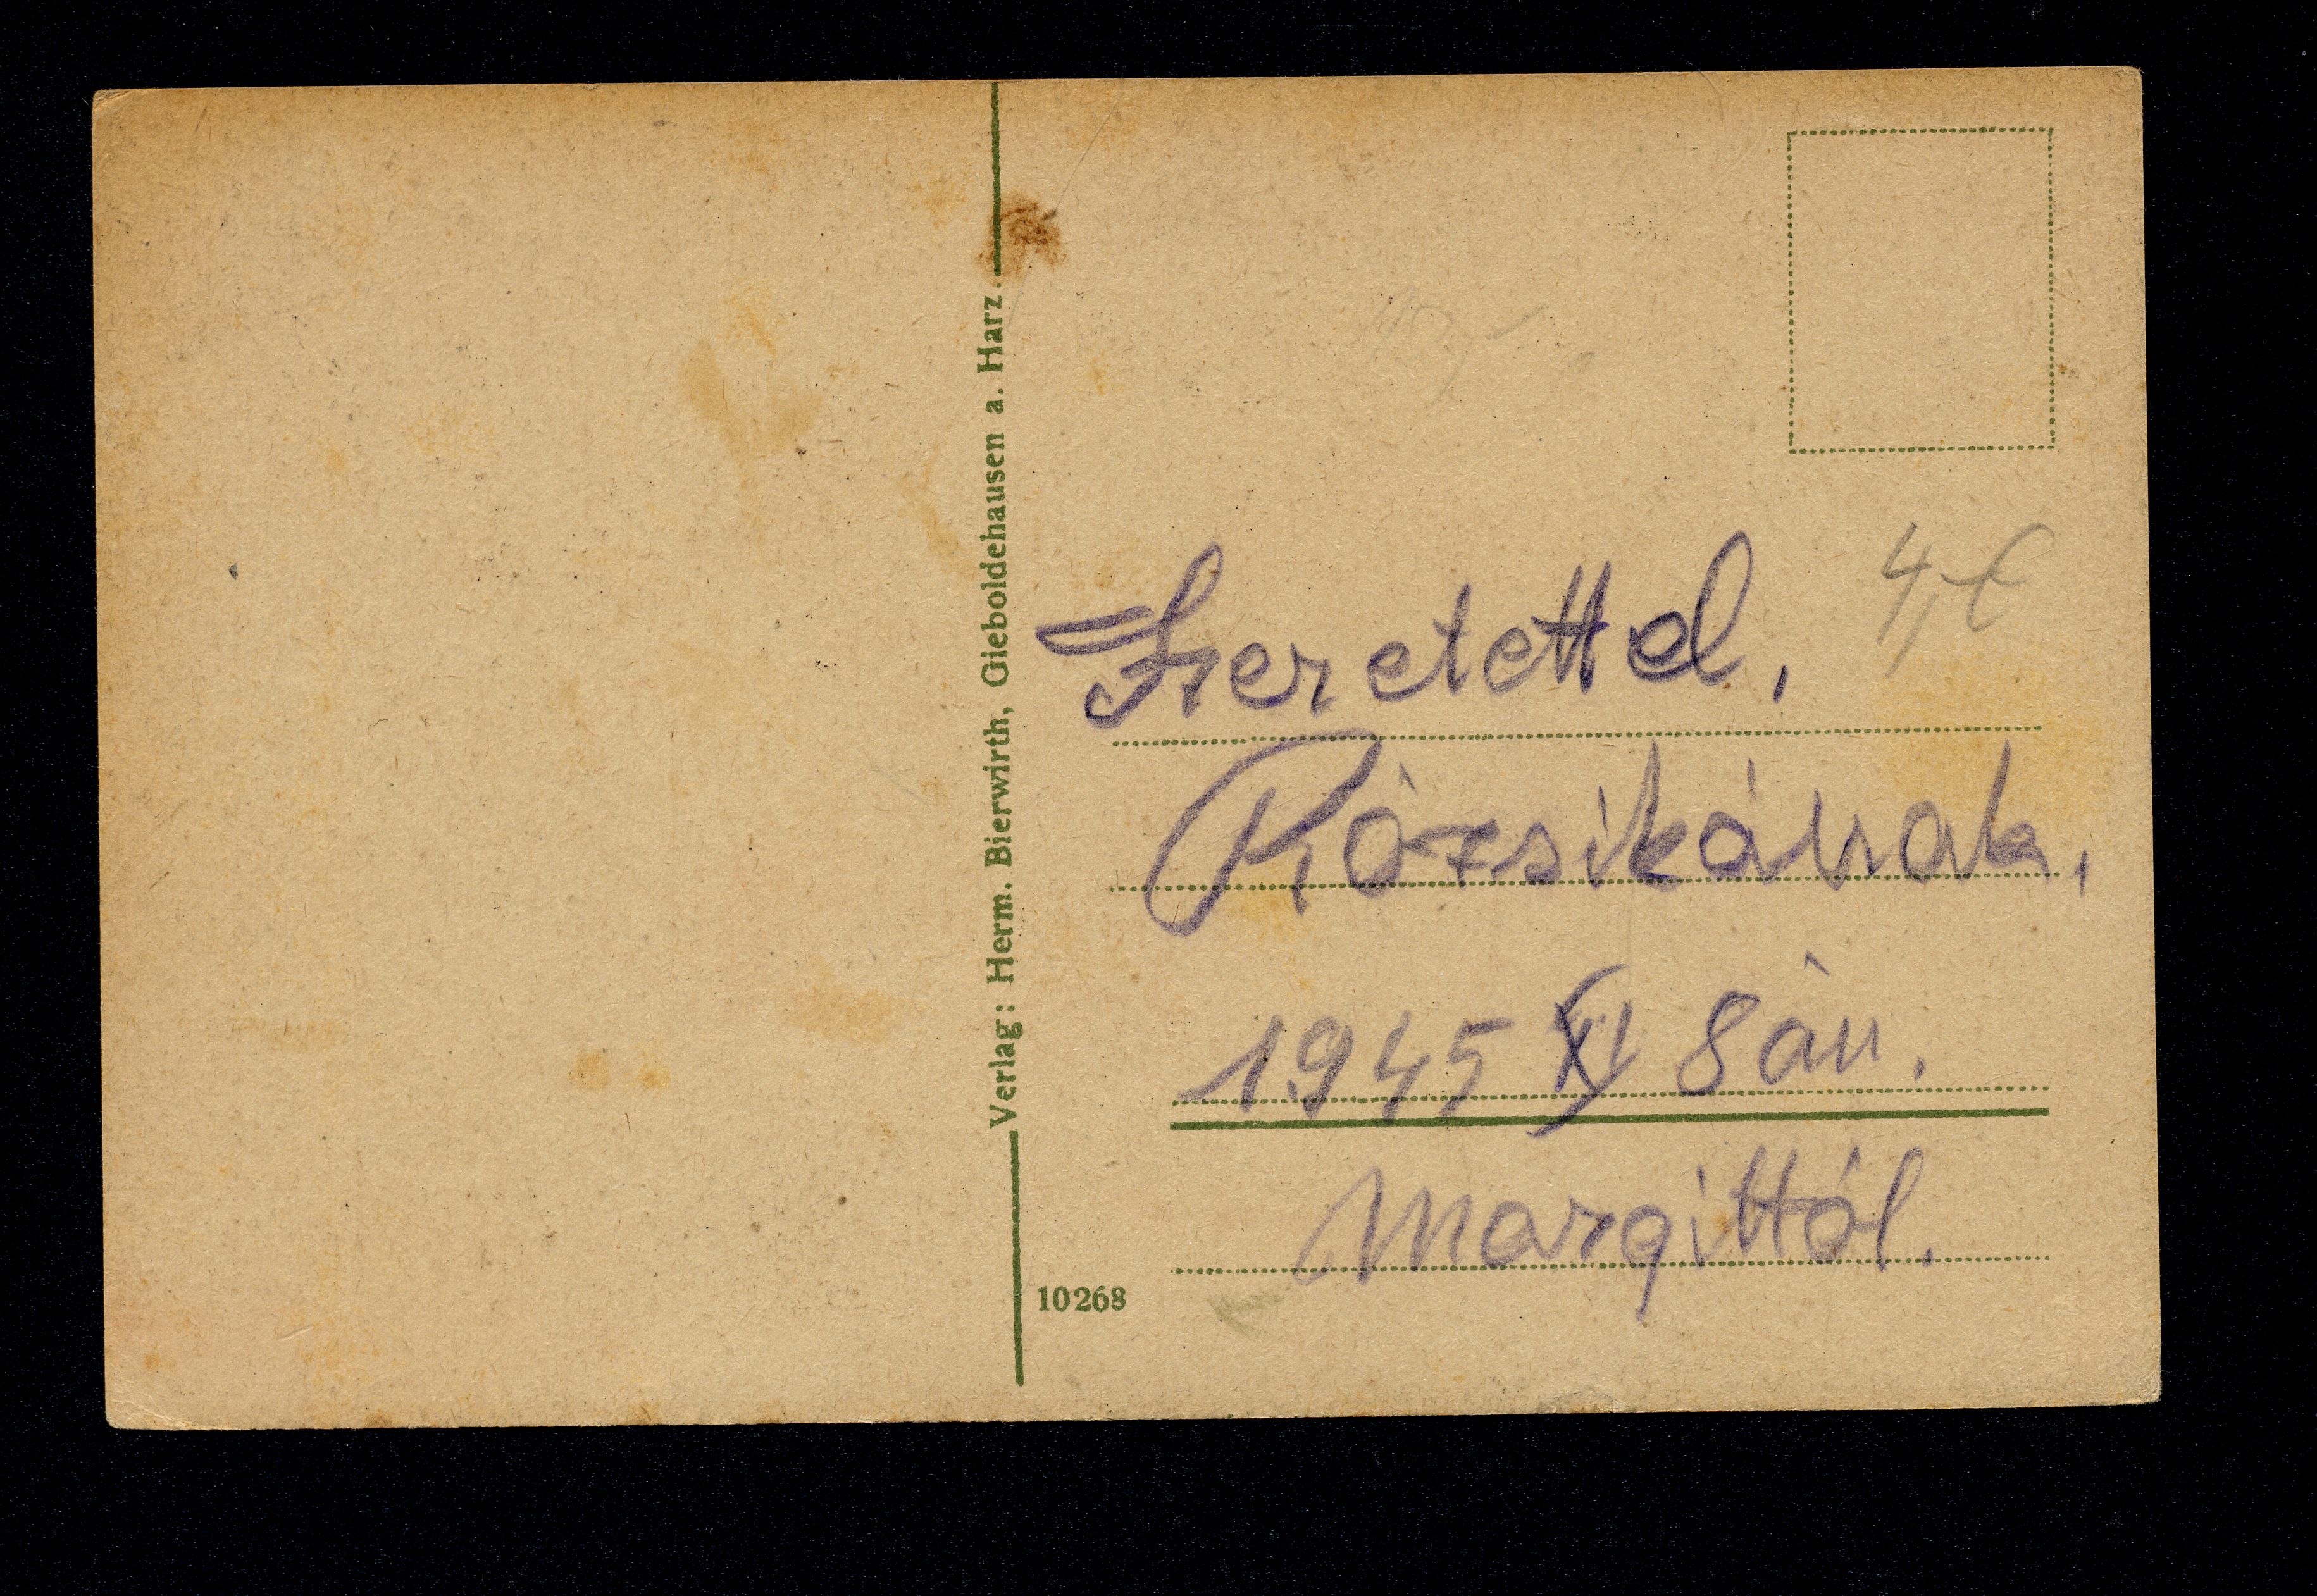 Verlag: Herm. Bierwirth, Gieboldehausen a. Harz.
Szeretettel,
Rózsikának,
1945 XI 8án.
Margittól.
10268